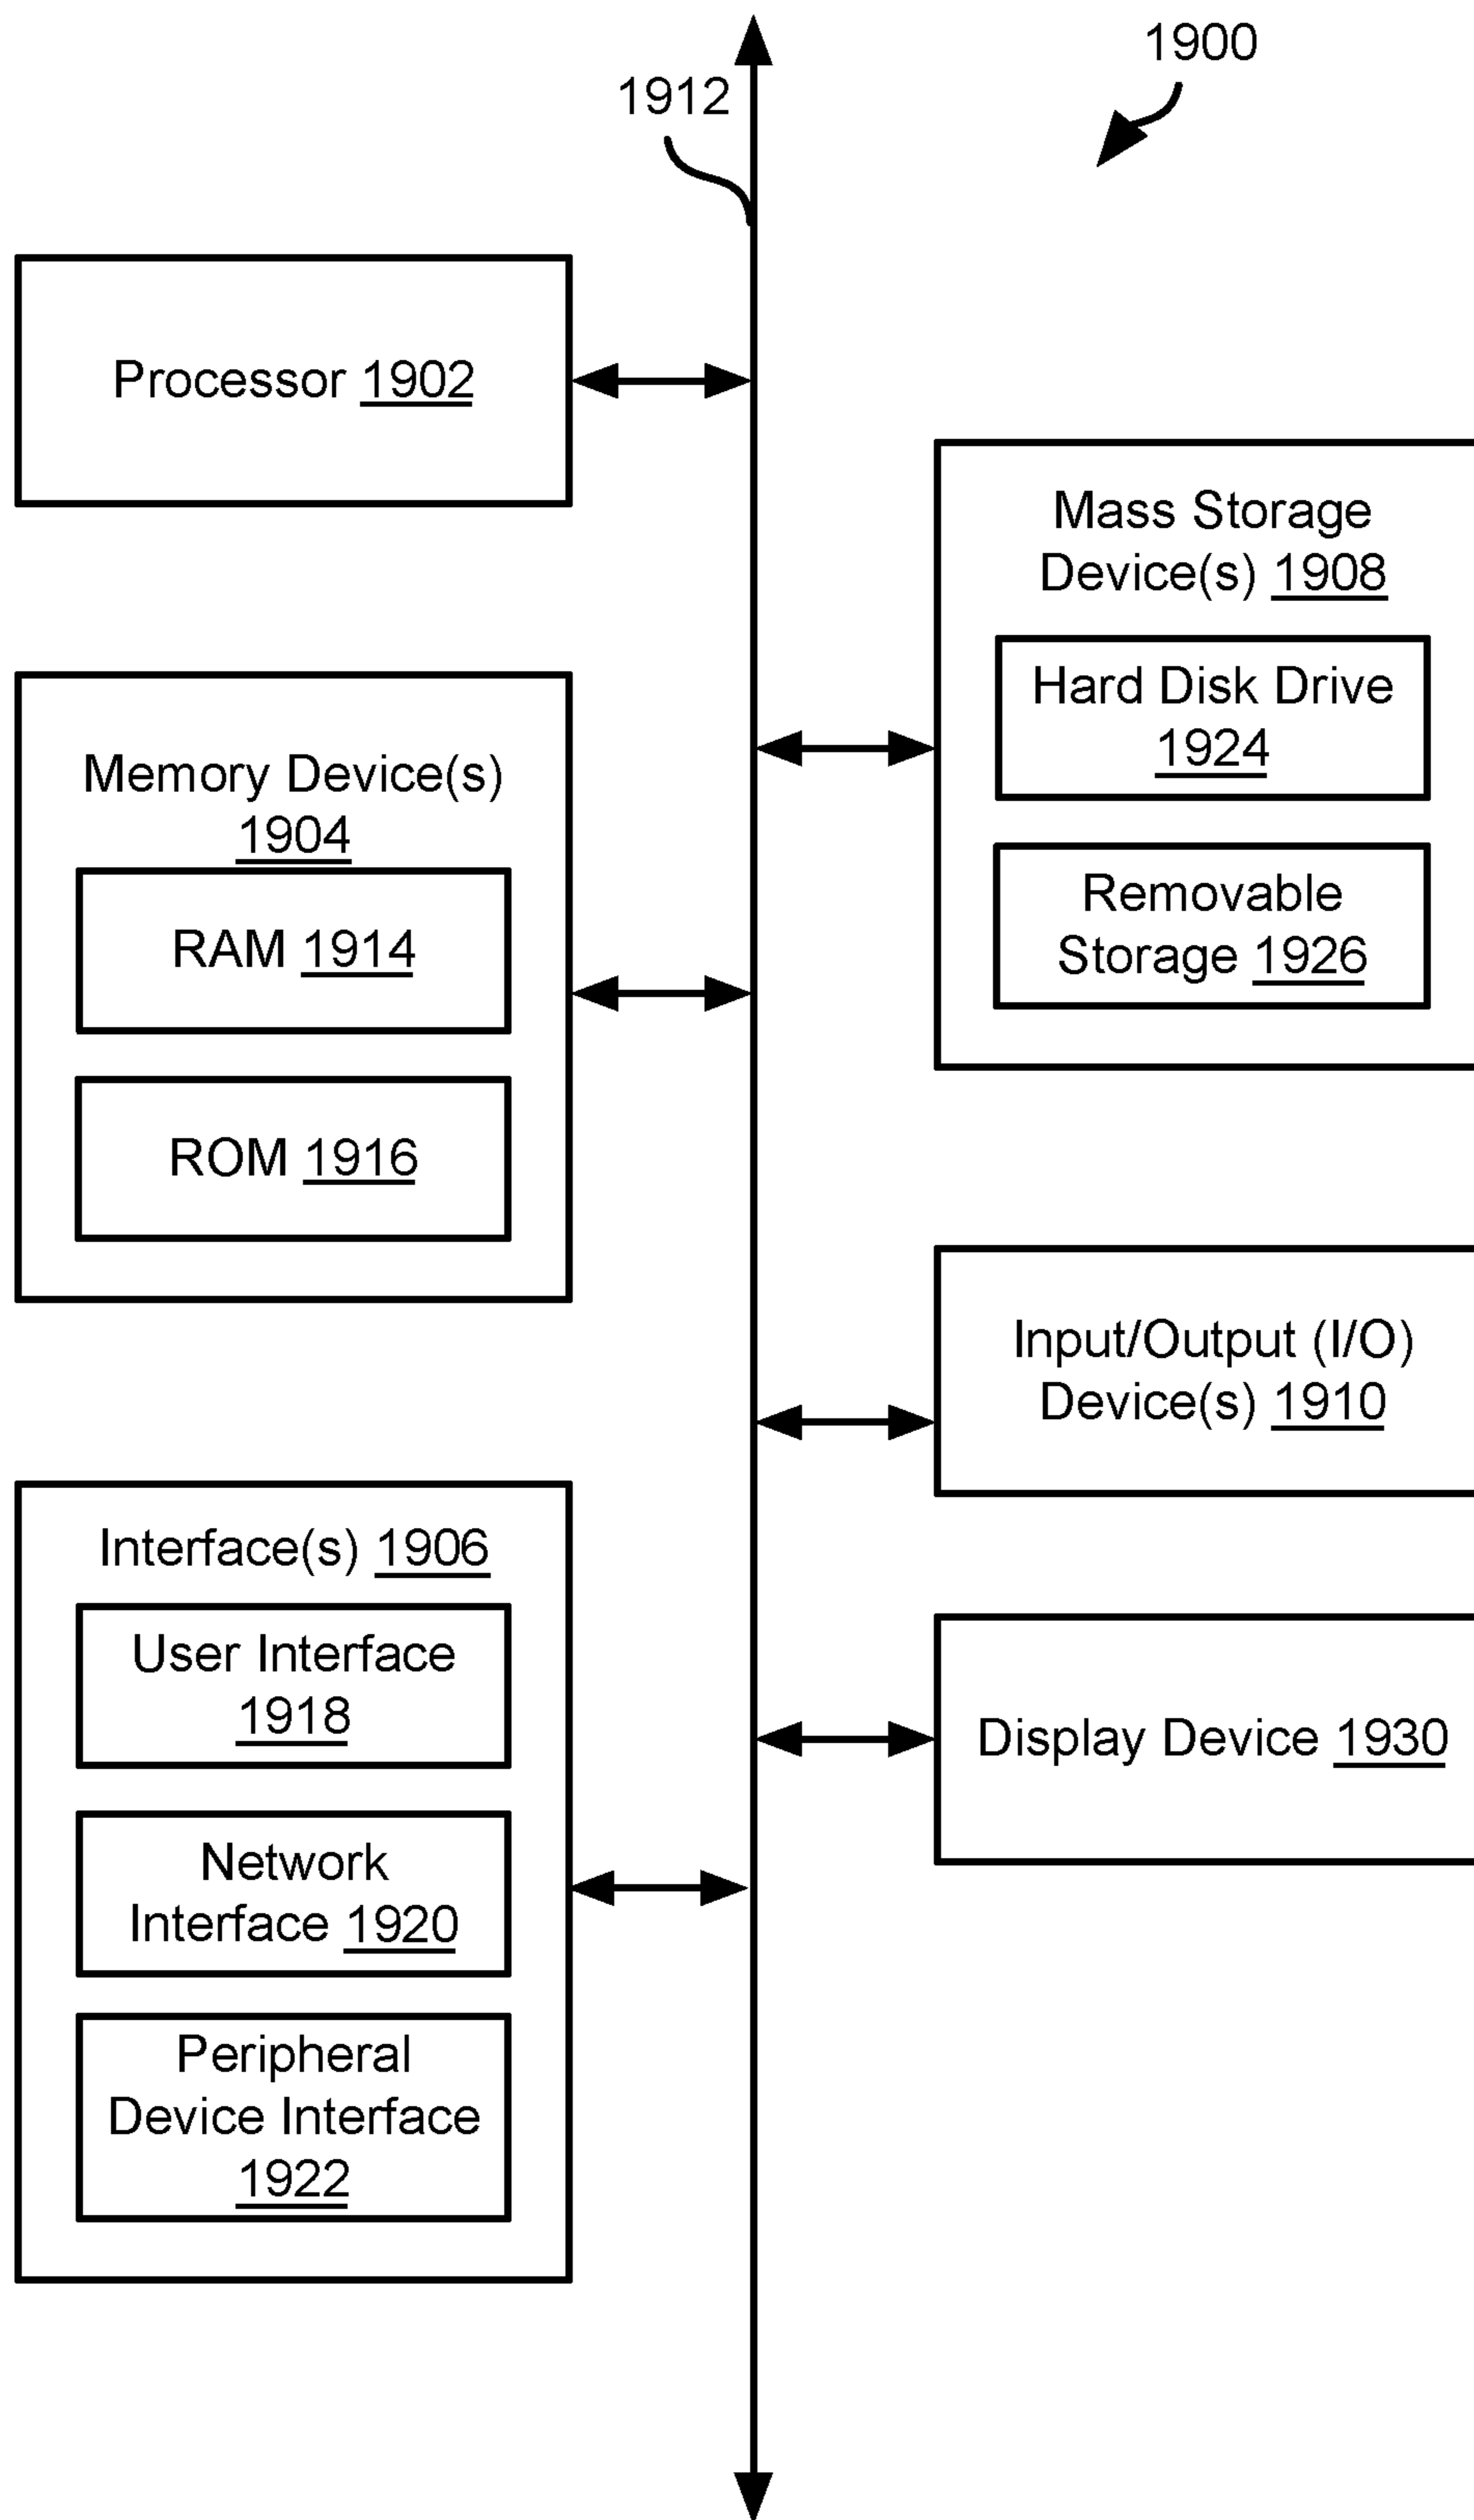 1900
1912
Processor 1902
Mass Storage
Device(s) 1908
Hard Disk Drive
1924
Removable
Storage 1926
Memory Device(s)
1904
RAM 1914
ROM 1916
Input/Output (I/O)
Device(s) 1910
Interface(s) 1906
User Interface
1918
Network
Interface 1920
Peripheral
Device Interface
1922
Display Device 1930